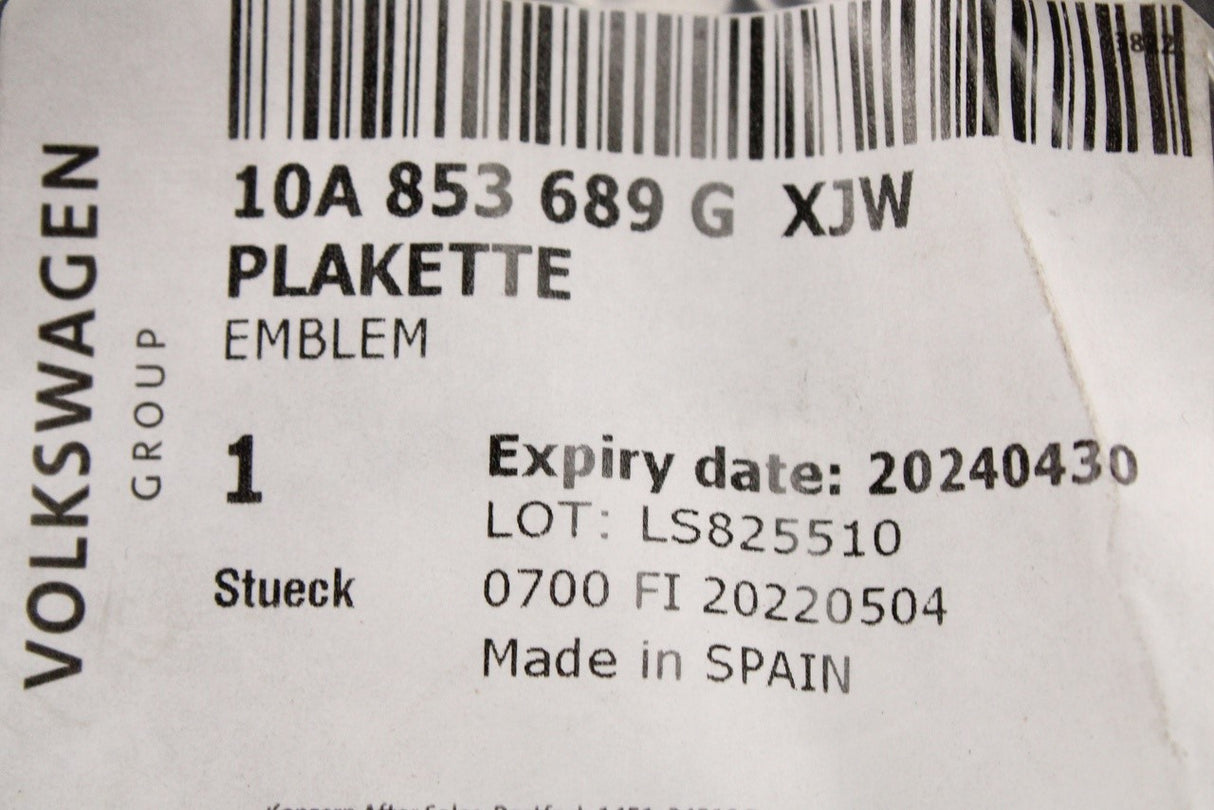 10A 853 689 G XJW
PLAKETTE
EMBLEM
1
Stueck
Expiry date: 20240430
LOT: LS825510
0700 FI 20220504
Made in SPAIN
VOLKSWAGEN
GROUP